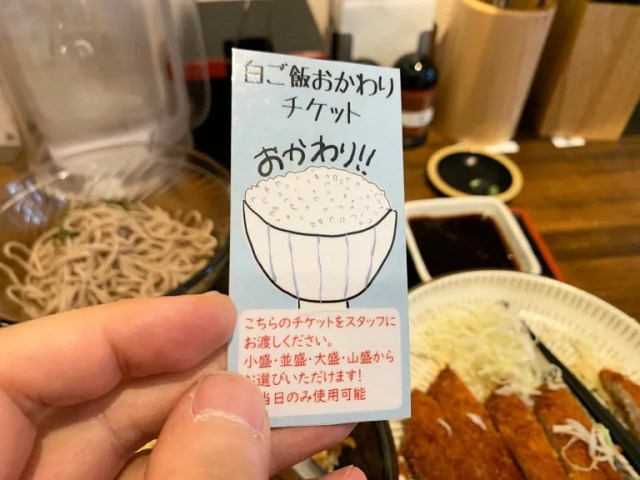 白ご飯おかわり
チケット
おかわり!!
こちらのチケットをスタッフに
お渡しください。
小盛・並盛・大盛・山盛から
お選びいただけます!
当日のみ使用可能